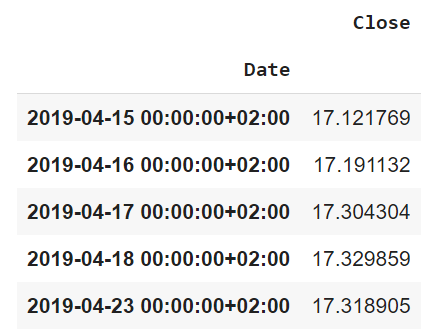 Close
Date
2019-04-15 00:00:00+02:00 17.121769
2019-04-16 00:00:00+02:00 17.191132
2019-04-17 00:00:00+02:00 17.304304
2019-04-18 00:00:00+02:00 17.329859
2019-04-23 00:00:00+02:00 17.318905